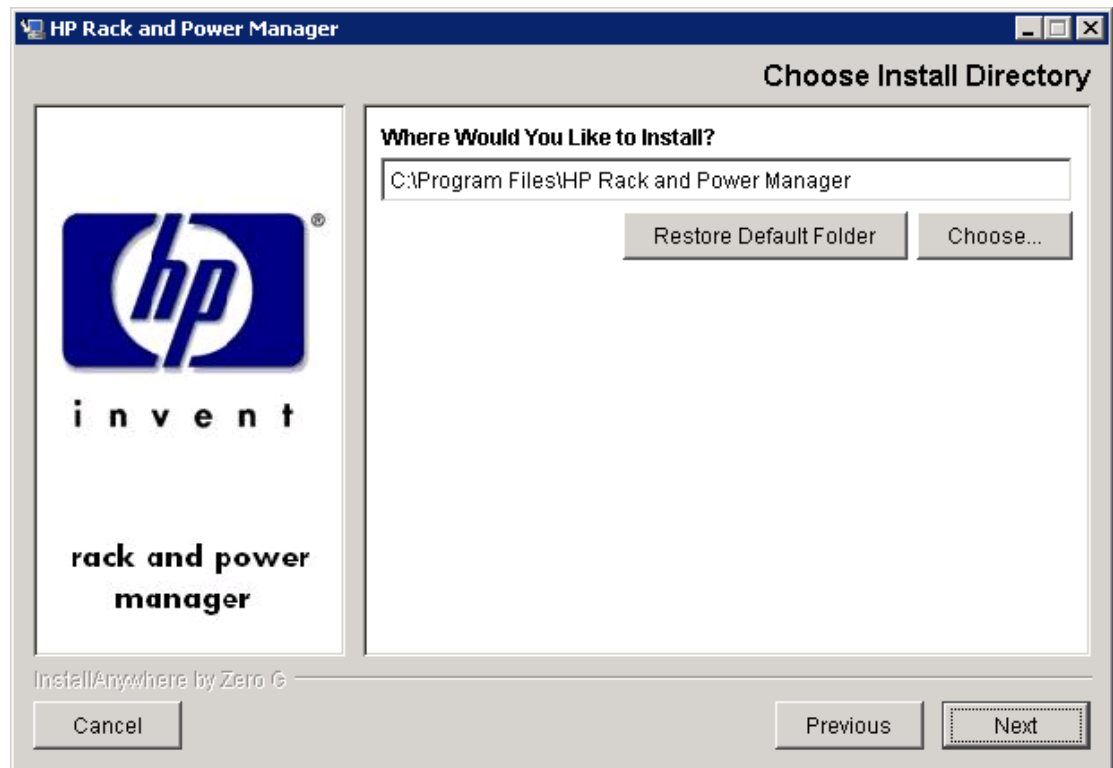 HP Rack and Power Manager
Choose Install Directory
Where Would You Like to Install?
C:\Program Files\HP Rack and Power Manager
Restore Default Folder
Choose...
hp
®
invent
rack and power
manager
InstallAnywhere by Zero G
Cancel
Previous
Next